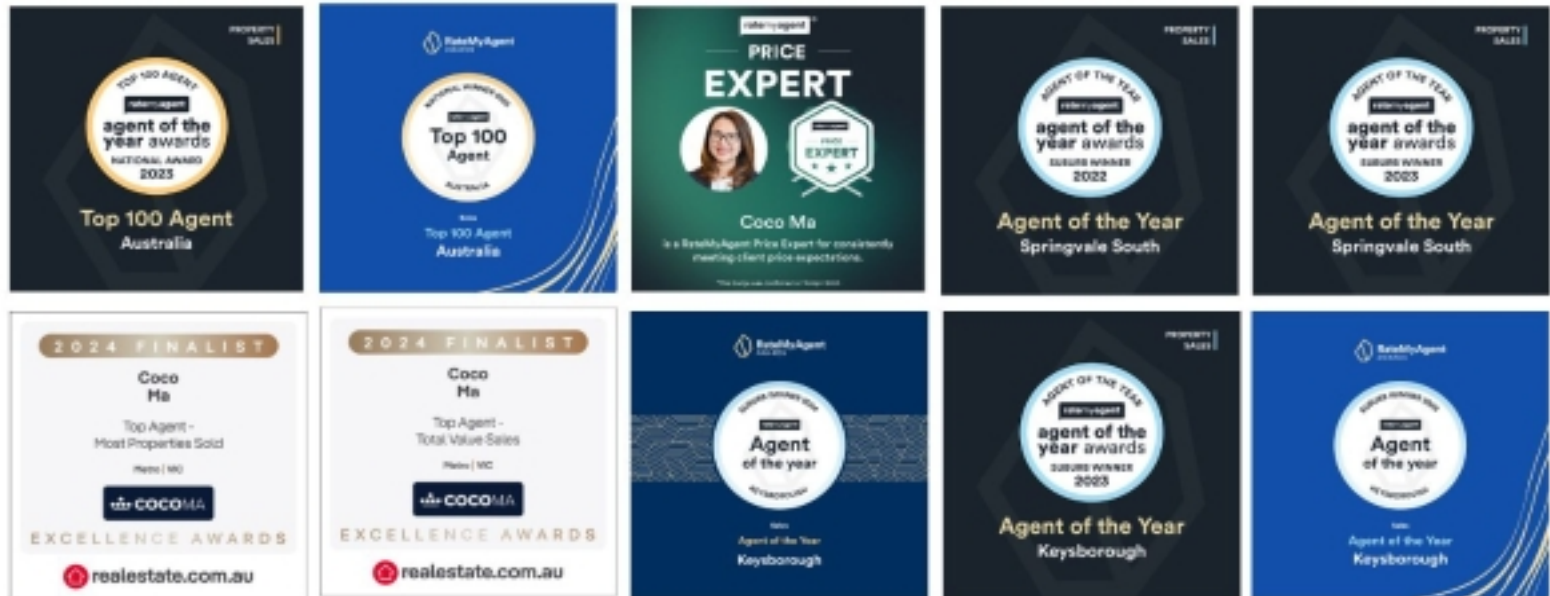 PROPERTY
SALES
TOP 100 AGENT
ratemyagent
agent of the
year awards
NATIONAL AWARD
2023
Top 100 Agent
Australia
RateMyAgent
Top 100
Agent
AUSTRALIA
Top 100 Agent
Australia
ratemyagent
PRICE
EXPERT
PRICE
EXPERT
Coco Ma
is a RateMyAgent Price Expert for consistently
meeting client price expectations.
PROPERTY
SALES
AGENT OF THE YEAR
ratemyagent
agent of the
year awards
SUBURB WINNER
2022
Agent of the Year
Springvale South
PROPERTY
SALES
AGENT OF THE YEAR
ratemyagent
agent of the
year awards
SUBURB WINNER
2023
Agent of the Year
Springvale South
2024 FINALIST
Coco
Ma
Top Agent -
Most Properties Sold
Metro | VIC
COCOMA
EXCELLENCE AWARDS
realestate.com.au
2024 FINALIST
Coco
Ma
Top Agent -
Total Value Sales
Metro | VIC
COCOMA
EXCELLENCE AWARDS
realestate.com.au
RateMyAgent
Agent
of the year
KEYSBOROUGH
Agent of the Year
Keysborough
PROPERTY
SALES
AGENT OF THE YEAR
ratemyagent
agent of the
year awards
SUBURB WINNER
2023
Agent of the Year
Keysborough
RateMyAgent
Agent
of the year
KEYSBOROUGH
Agent of the Year
Keysborough